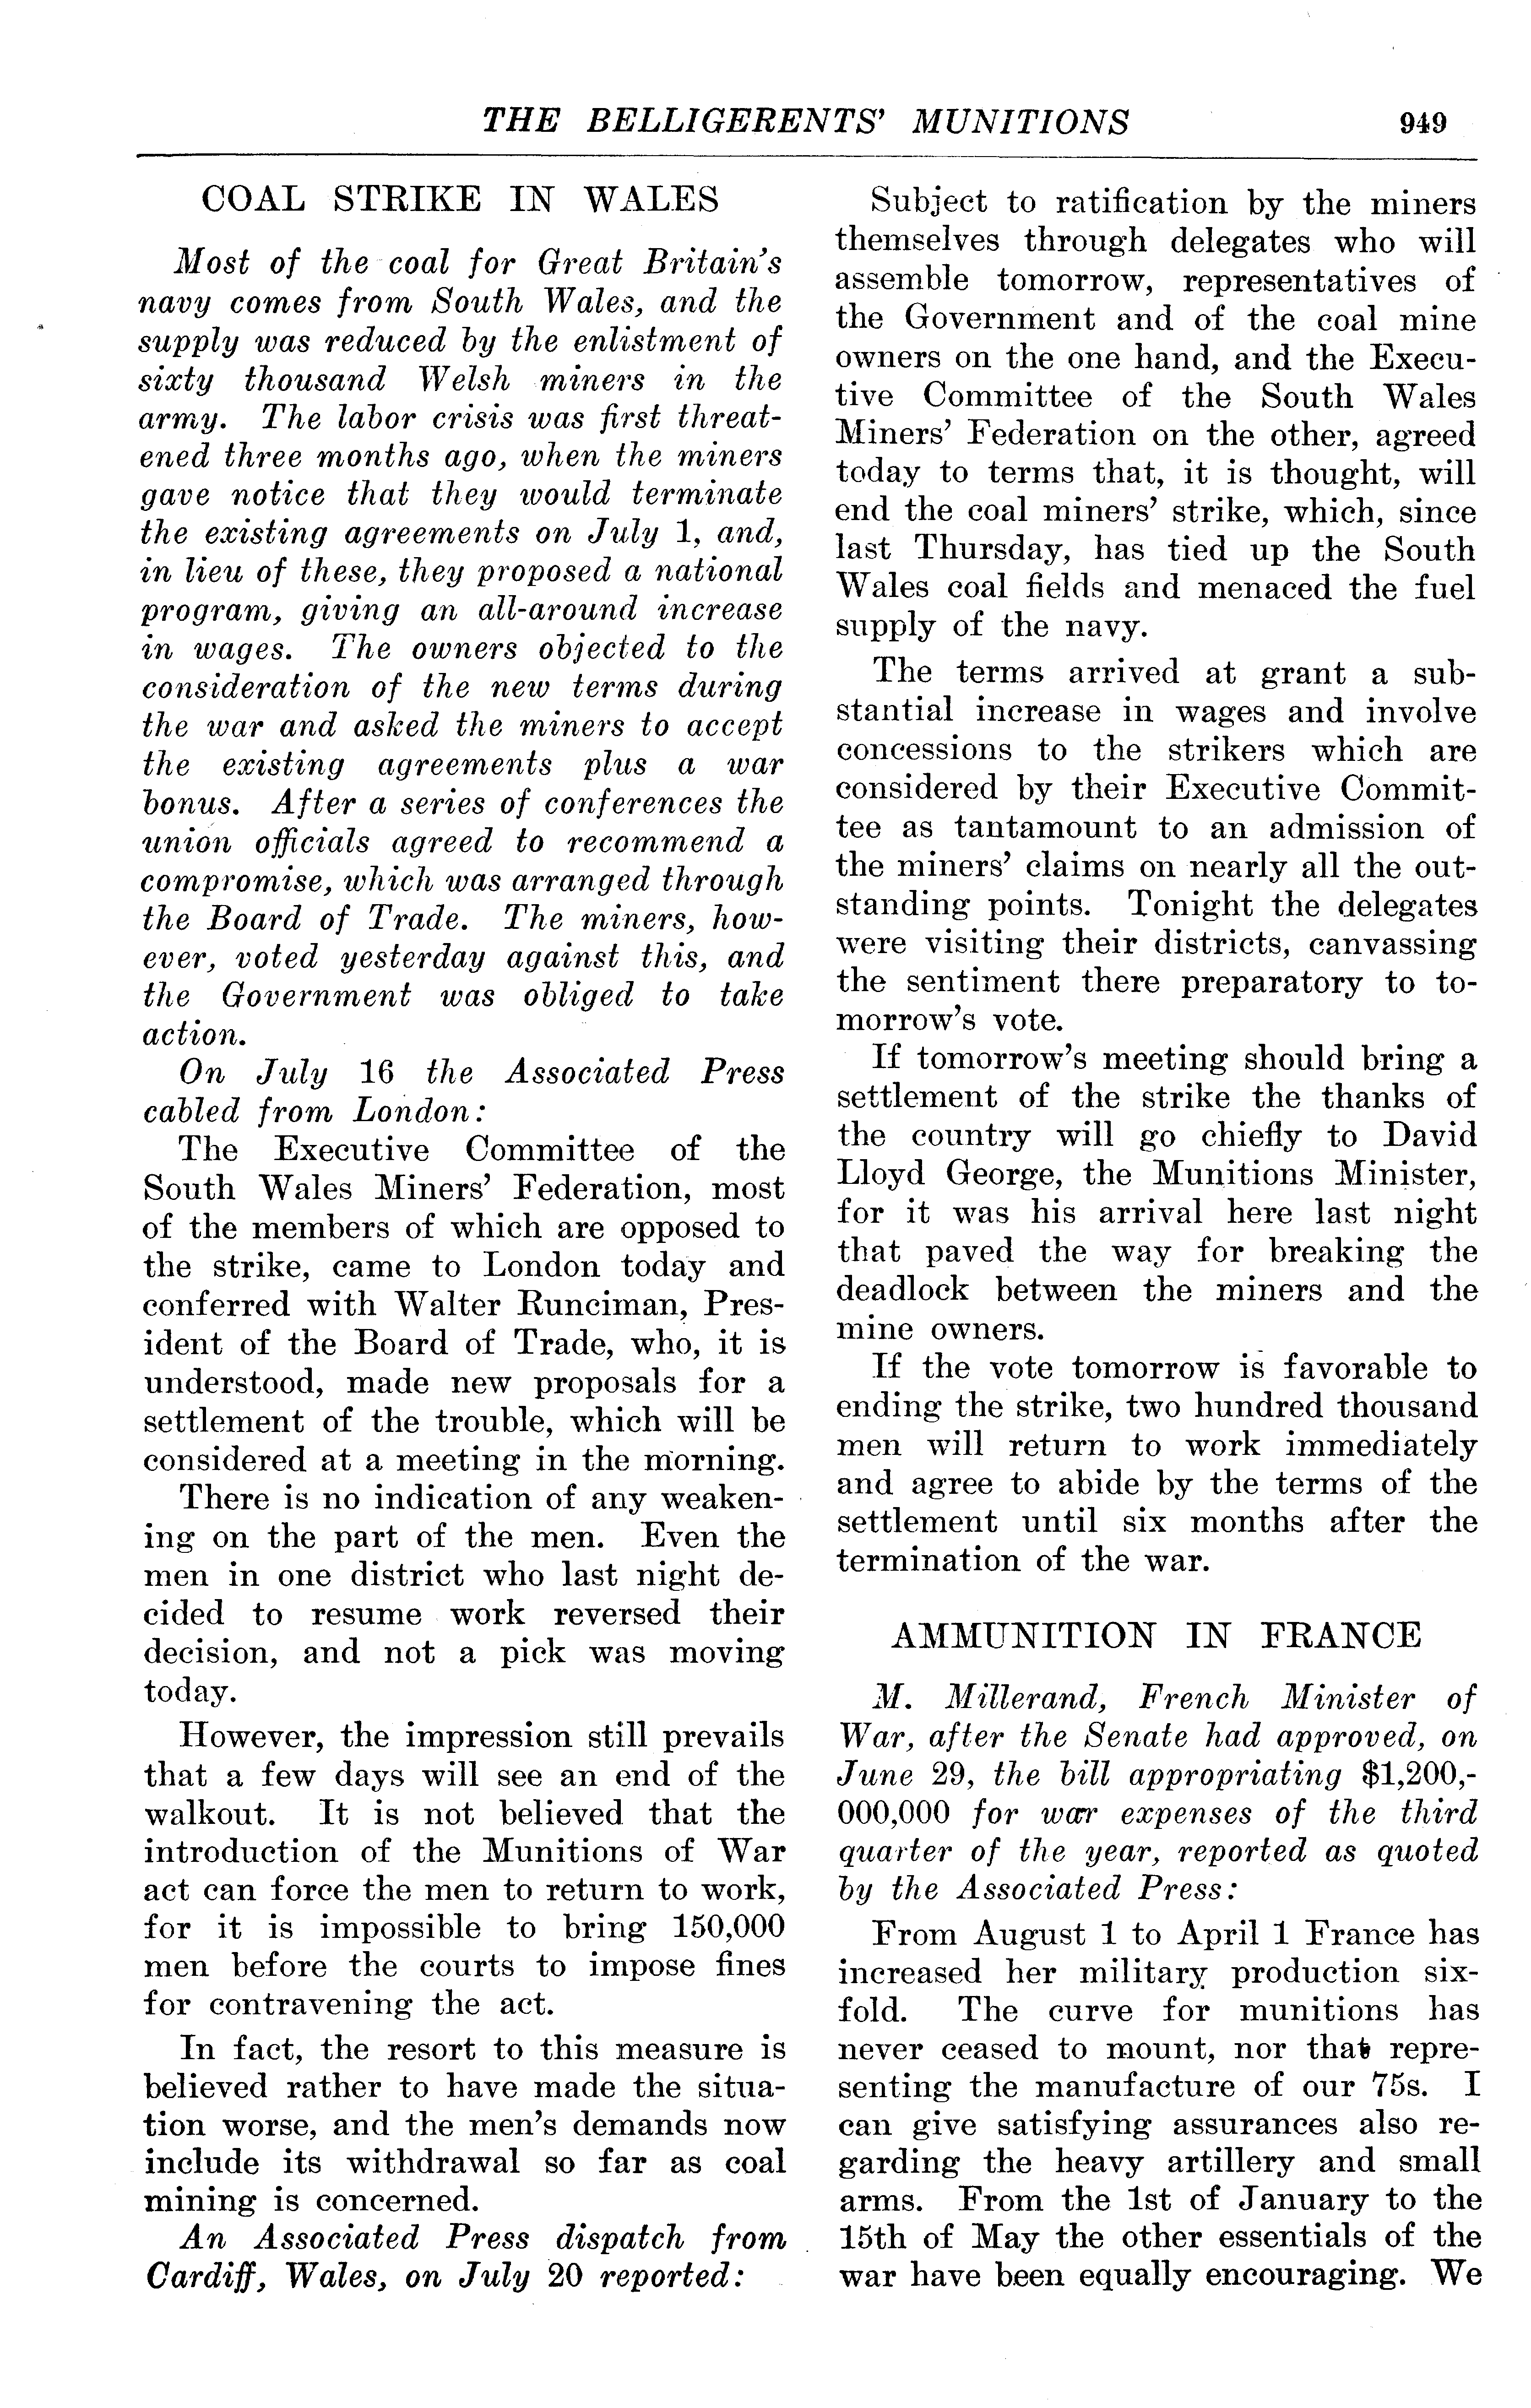 THE BELLIGERENTS' MUNITIONS 949
COAL STRIKE IN WALES
Most of the coal for Great Britain's
navy comes from South Wales, and the
supply was reduced by the enlistment of
sixty thousand Welsh miners in the
army. The labor crisis was first threat-
ened three months ago, when the miners
gave notice that they would terminate
the existing agreements on July 1, and,
in lieu of these, they proposed a national
program, giving an all-around increase
in wages. The owners objected to the
consideration of the new terms during
the war and asked the miners to accept
the existing agreements plus a war
bonus. After a series of conferences the
union officials agreed to recommend a
compromise, which was arranged through
the Board of Trade. The miners, how-
ever, voted yesterday against this, and
the Government was obliged to take
action.
On July 16 the Associated Press
cabled from London:
The Executive Committee of the
South Wales Miners' Federation, most
of the members of which are opposed to
the strike, came to London today and
conferred with Walter Runciman, Pres-
ident of the Board of Trade, who, it is
understood, made new proposals for a
settlement of the trouble, which will be
considered at a meeting in the morning.
There is no indication of any weaken-
ing on the part of the men. Even the
men in one district who last night de-
cided to resume work reversed their
decision, and not a pick was moving
today.
However, the impression still prevails
that a few days will see an end of the
walkout. It is not believed that the
introduction of the Munitions of War
act can force the men to return to work,
for it is impossible to bring 150,000
men before the courts to impose fines
for contravening the act.
In fact, the resort to this measure is
believed rather to have made the situa-
tion worse, and the men's demands now
include its withdrawal so far as coal
mining is concerned.
An Associated Press dispatch from
Cardiff, Wales, on July 20 reported:
Subject to ratification by the miners
themselves through delegates who will
assemble tomorrow, representatives of
the Government and of the coal mine
owners on the one hand, and the Execu-
tive Committee of the South Wales
Miners' Federation on the other, agreed
today to terms that, it is thought, will
end the coal miners' strike, which, since
last Thursday, has tied up the South
Wales coal fields and menaced the fuel
supply of the navy.
The terms arrived at grant a sub-
stantial increase in wages and involve
concessions to the strikers which are
considered by their Executive Commit-
tee as tantamount to an admission of
the miners' claims on nearly all the out-
standing points. Tonight the delegates
were visiting their districts, canvassing
the sentiment there preparatory to to-
morrow's vote.
If tomorrow's meeting should bring a
settlement of the strike the thanks of
the country will go chiefly to David
Lloyd George, the Munitions Minister,
for it was his arrival here last night
that paved the way for breaking the
deadlock between the miners and the
mine owners.
If the vote tomorrow is favorable to
ending the strike, two hundred thousand
men will return to work immediately
and agree to abide by the terms of the
settlement until six months after the
termination of the war.
AMMUNITION IN FRANCE
M. Millerand, French Minister of
War, after the Senate had approved, on
June 29, the bill appropriating $1,200,-
000,000 for war expenses of the third
quarter of the year, reported as quoted
by the Associated Press:
From August 1 to April 1 France has
increased her military production six-
fold. The curve for munitions has
never ceased to mount, nor that repre-
senting the manufacture of our 75s. I
can give satisfying assurances also re-
garding the heavy artillery and small
arms. From the 1st of January to the
15th of May the other essentials of the
war have been equally encouraging. We